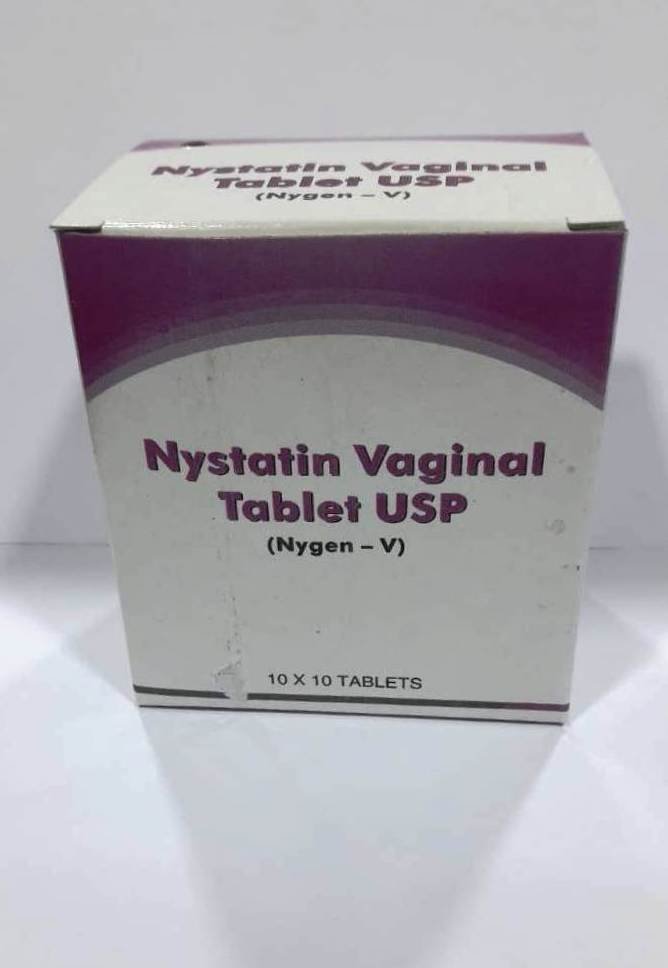 Nystatin Vaginal
Tablet USP
(Nygen – V)
Nystatin Vaginal
Tablet USP
(Nygen – V)
10 X 10 TABLETS